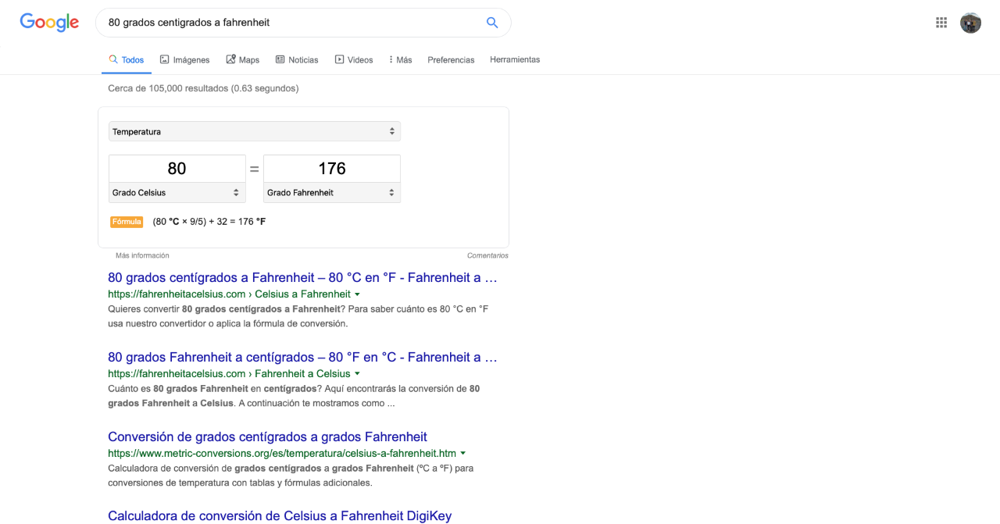 Google
80 grados centigrados a fahrenheit
Todos Imágenes Maps Noticias Videos Más Preferencias Herramientas
Cerca de 105,000 resultados (0.63 segundos)
Temperatura
80 = 176
Grado Celsius Grado Fahrenheit
Fórmula (80 °C × 9/5) + 32 = 176 °F
Más información Comentarios
80 grados centígrados a Fahrenheit – 80 °C en °F - Fahrenheit a ...
https://fahrenheitacelsius.com › Celsius a Fahrenheit
Quieres convertir 80 grados centígrados a Fahrenheit? Para saber cuánto es 80 °C en °F
usa nuestro convertidor o aplica la fórmula de conversión.
80 grados Fahrenheit a centígrados – 80 °F en °C - Fahrenheit a ...
https://fahrenheitacelsius.com › Fahrenheit a Celsius
Cuánto es 80 grados Fahrenheit en centígrados? Aquí encontrarás la conversión de 80
grados Fahrenheit a Celsius. A continuación te mostramos como ...
Conversión de grados centígrados a grados Fahrenheit
https://www.metric-conversions.org/es/temperatura/celsius-a-fahrenheit.htm
Calculadora de conversión de grados centígrados a grados Fahrenheit (ºC a ºF) para
conversiones de temperatura con tablas y fórmulas adicionales.
Calculadora de conversión de Celsius a Fahrenheit DigiKey